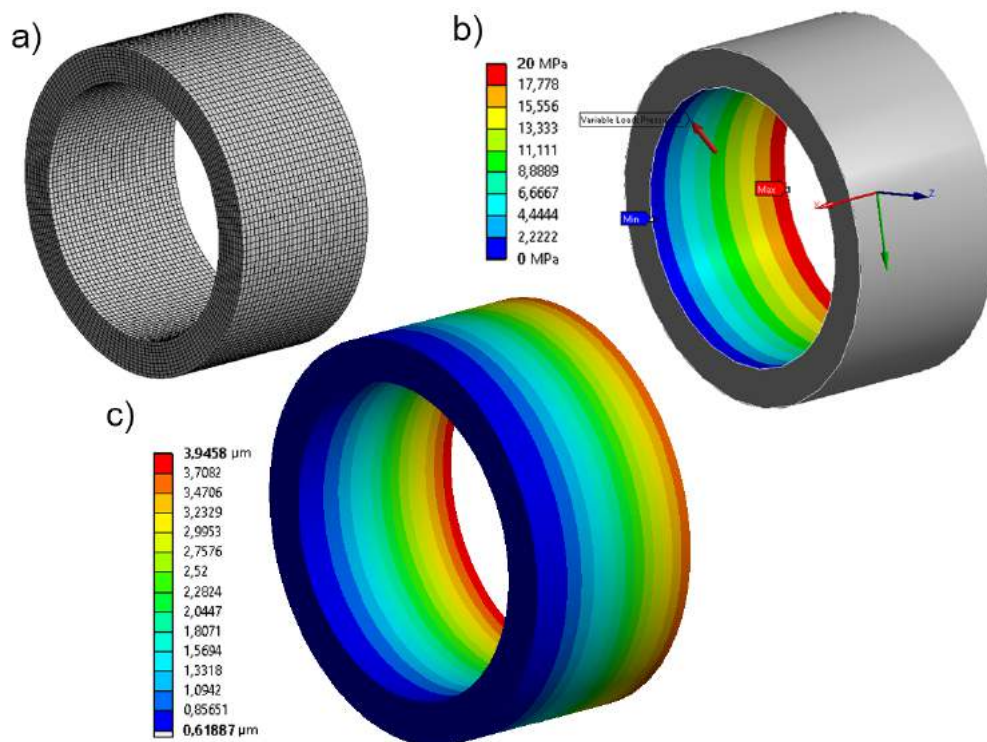 a)
b)
20 MPa
17,778
15,556
13,333
11,111
8,8889
6,6667
4,4444
2,2222
0 MPa
Variable Load: Pressure
Max
Min
X
Z
c)
3,9458 µm
3,7082
3,4706
3,2329
2,9953
2,7576
2,52
2,2824
2,0447
1,8071
1,5694
1,3318
1,0942
0,85651
0,61887 µm